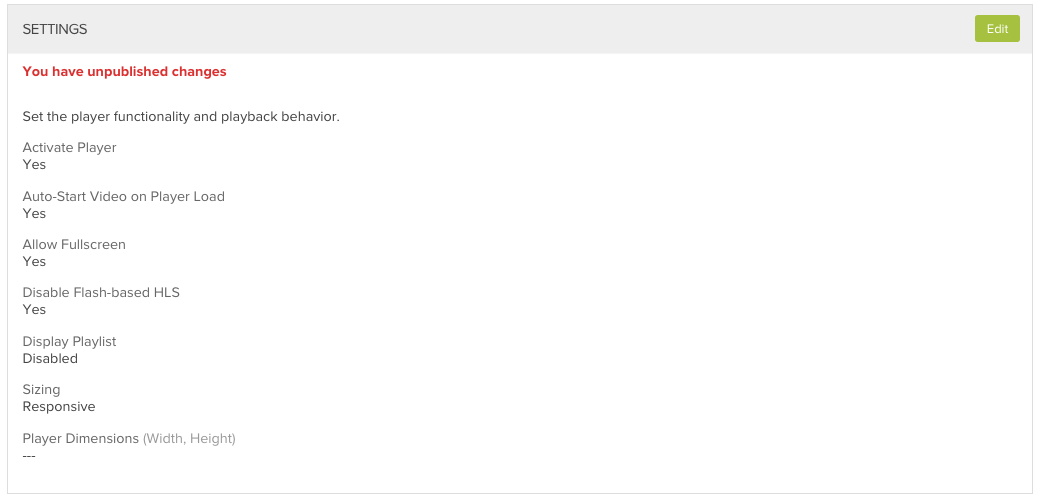 SETTINGS
Edit
You have unpublished changes
Set the player functionality and playback behavior.
Activate Player
Yes
Auto-Start Video on Player Load
Yes
Allow Fullscreen
Yes
Disable Flash-based HLS
Yes
Display Playlist
Disabled
Sizing
Responsive
Player Dimensions (Width, Height)
---